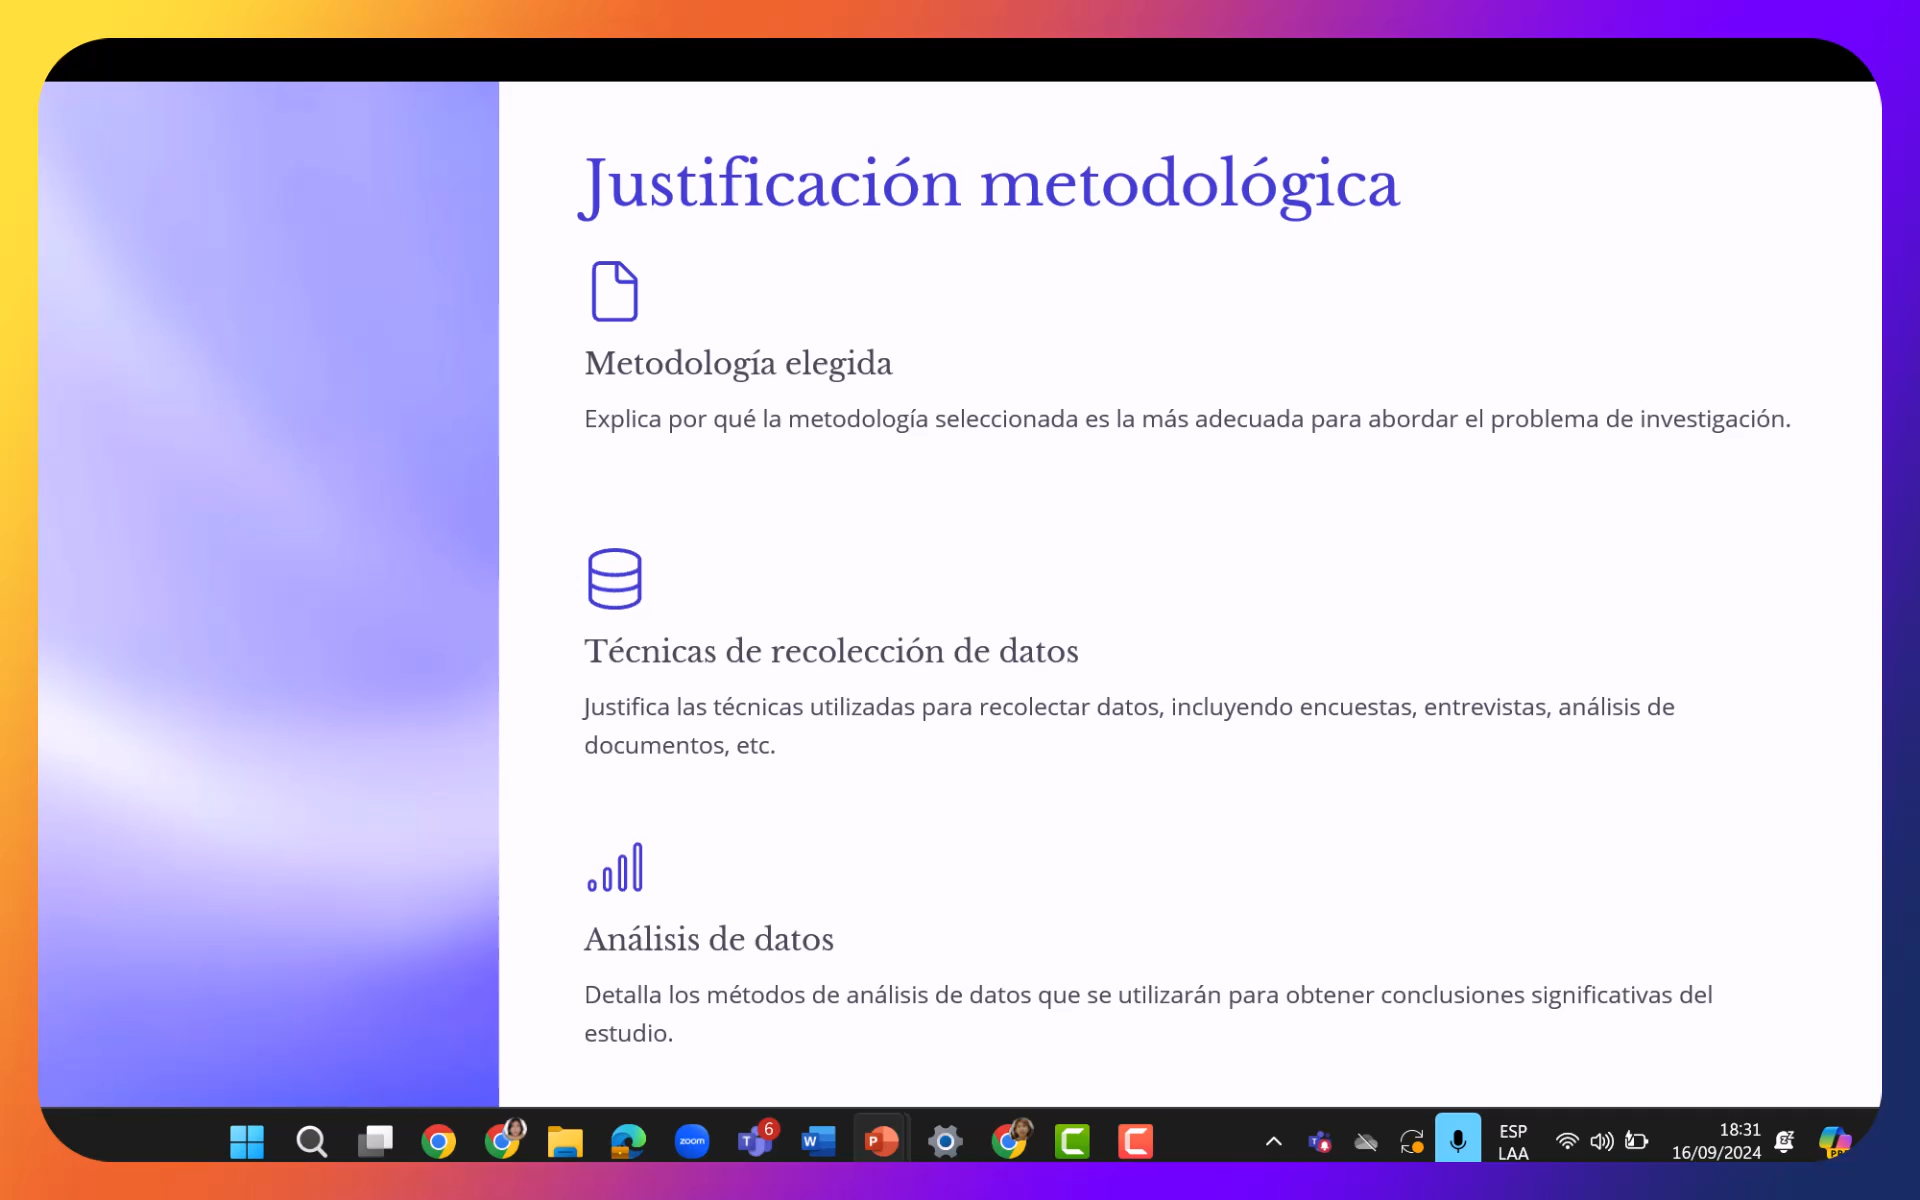 Justificación metodológica
Metodología elegida
Explica por qué la metodología seleccionada es la más adecuada para abordar el problema de investigación.
Técnicas de recolección de datos
Justifica las técnicas utilizadas para recolectar datos, incluyendo encuestas, entrevistas, análisis de
documentos, etc.
Análisis de datos
Detalla los métodos de análisis de datos que se utilizarán para obtener conclusiones significativas del
estudio.
zoom
T
6
W
P
ESP
LAA
18:31
16/09/2024
PRE